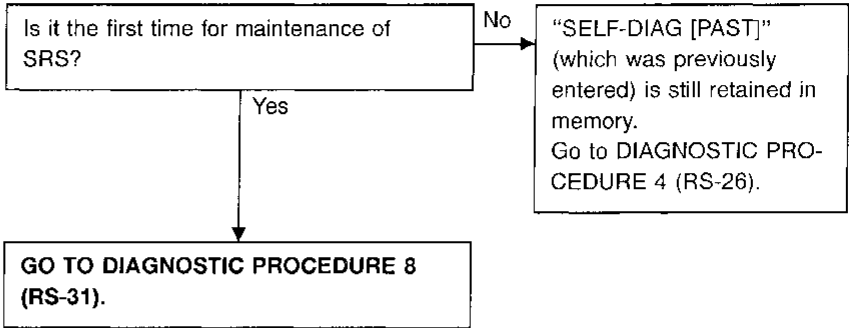 Is it the first time for maintenance of
SRS?
No
"SELF-DIAG [PAST]"
(which was previously
entered) is still retained in
memory.
Go to DIAGNOSTIC PRO-
CEDURE 4 (RS-26).
Yes
GO TO DIAGNOSTIC PROCEDURE 8
(RS-31).